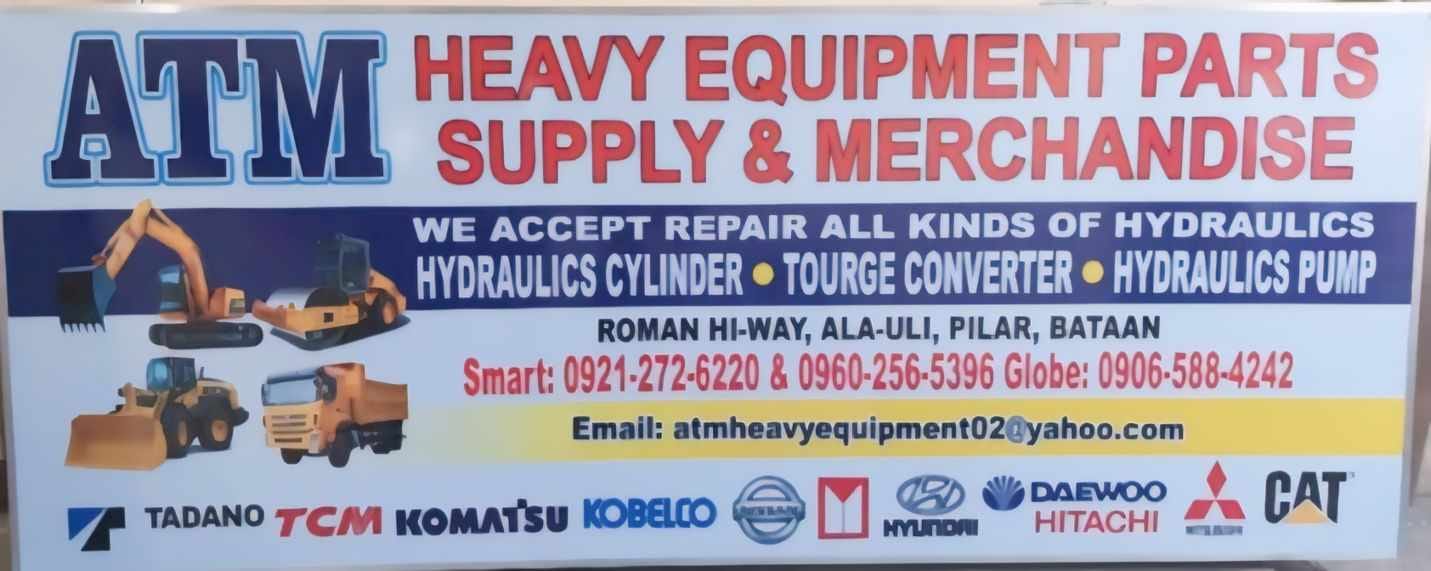 ATM
HEAVY EQUIPMENT PARTS
SUPPLY & MERCHANDISE
WE ACCEPT REPAIR ALL KINDS OF HYDRAULICS
HYDRAULICS CYLINDER • TOURGE CONVERTER • HYDRAULICS PUMP
ROMAN HI-WAY, ALA-ULI, PILAR, BATAAN
Smart: 0921-272-6220 & 0960-256-5396 Globe: 0906-588-4242
Email: atmheavyequipment02@yahoo.com
TADANO TCM KOMATSU KOBELCO NISSAN HYUNDAI DAEWOO HITACHI CAT